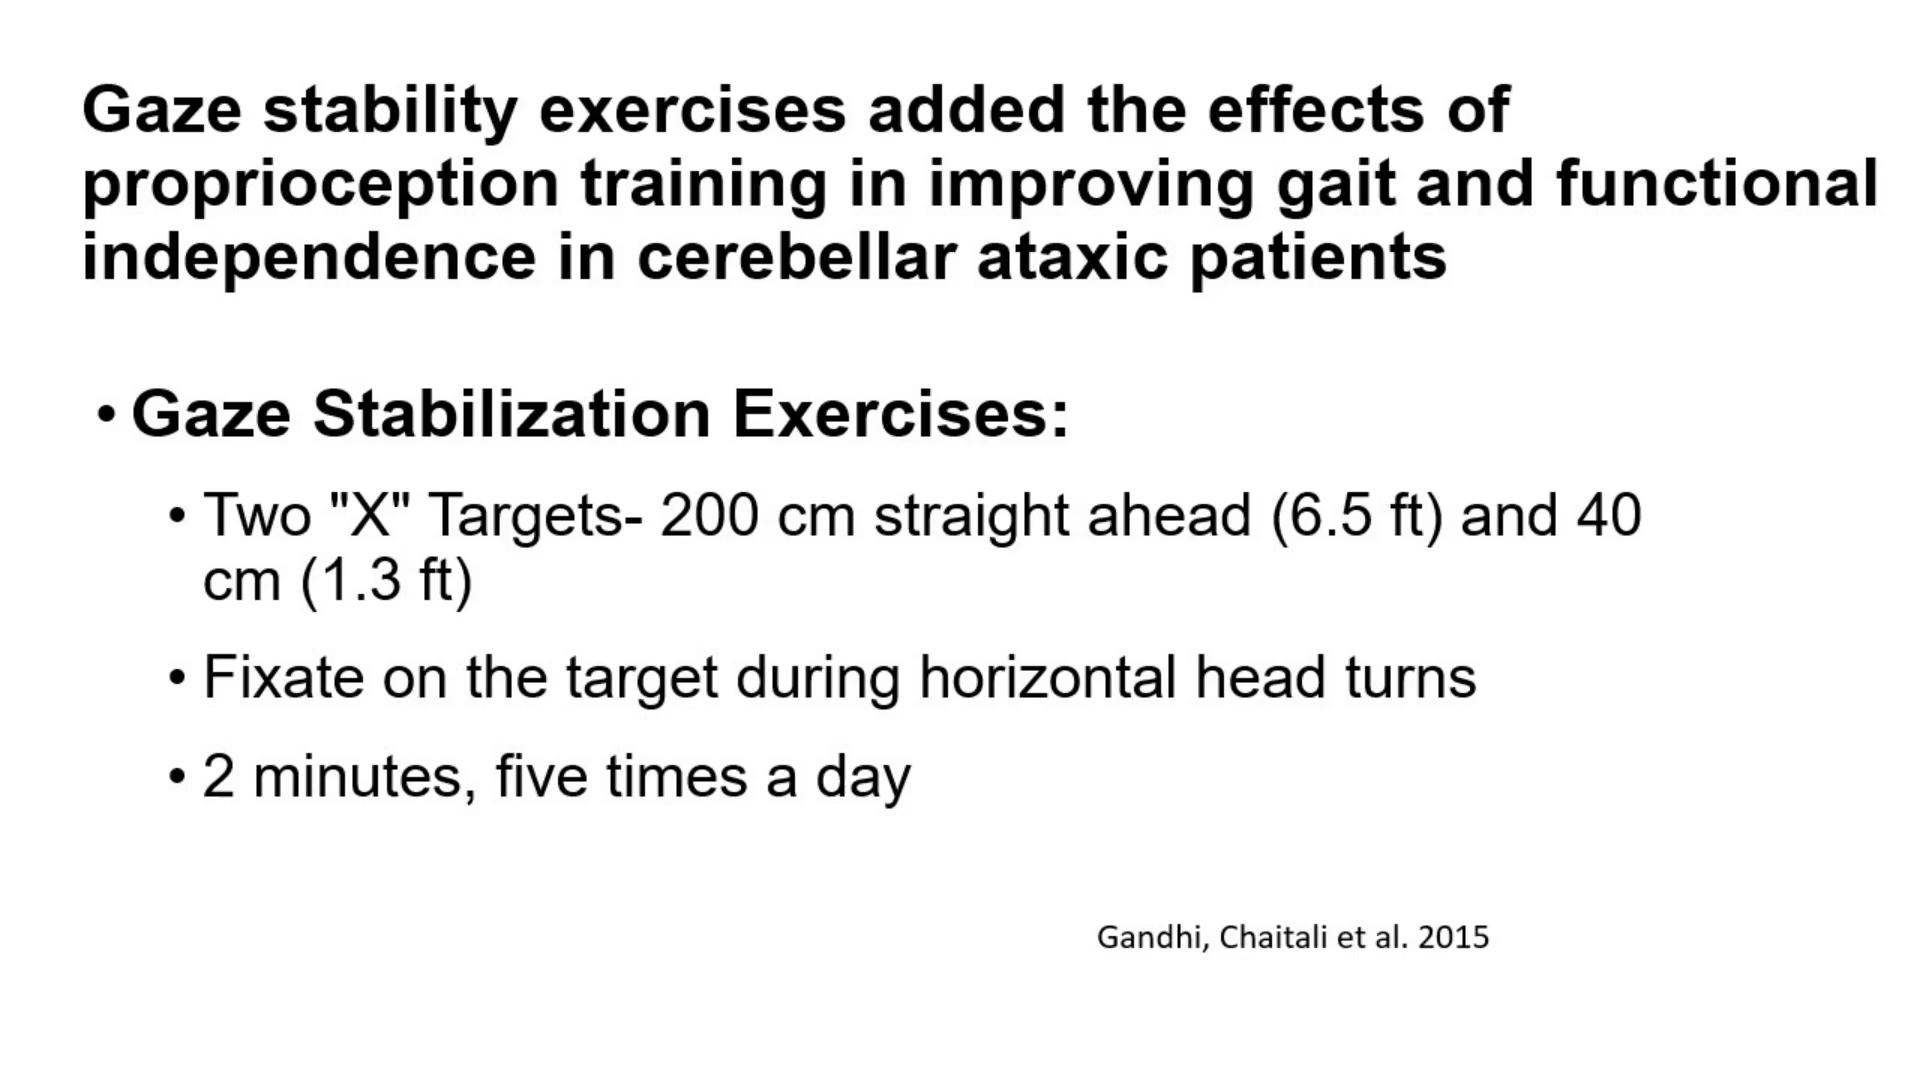 Gaze stability exercises added the effects of
proprioception training in improving gait and functional
independence in cerebellar ataxic patients
• Gaze Stabilization Exercises:
• Two "X" Targets- 200 cm straight ahead (6.5 ft) and 40
cm (1.3 ft)
• Fixate on the target during horizontal head turns
• 2 minutes, five times a day
Gandhi, Chaitali et al. 2015